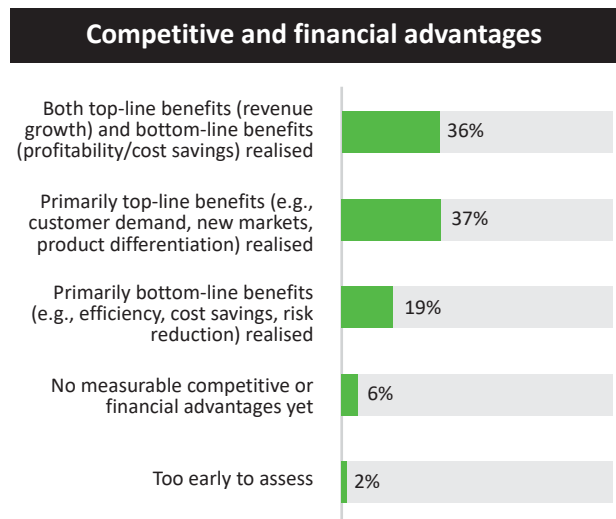 Competitive and financial advantages
Both top-line benefits (revenue
growth) and bottom-line benefits
(profitability/cost savings) realised
36%
Primarily top-line benefits (e.g.,
customer demand, new markets,
product differentiation) realised
37%
Primarily bottom-line benefits
(e.g., efficiency, cost savings, risk
reduction) realised
19%
No measurable competitive or
financial advantages yet
6%
Too early to assess
2%